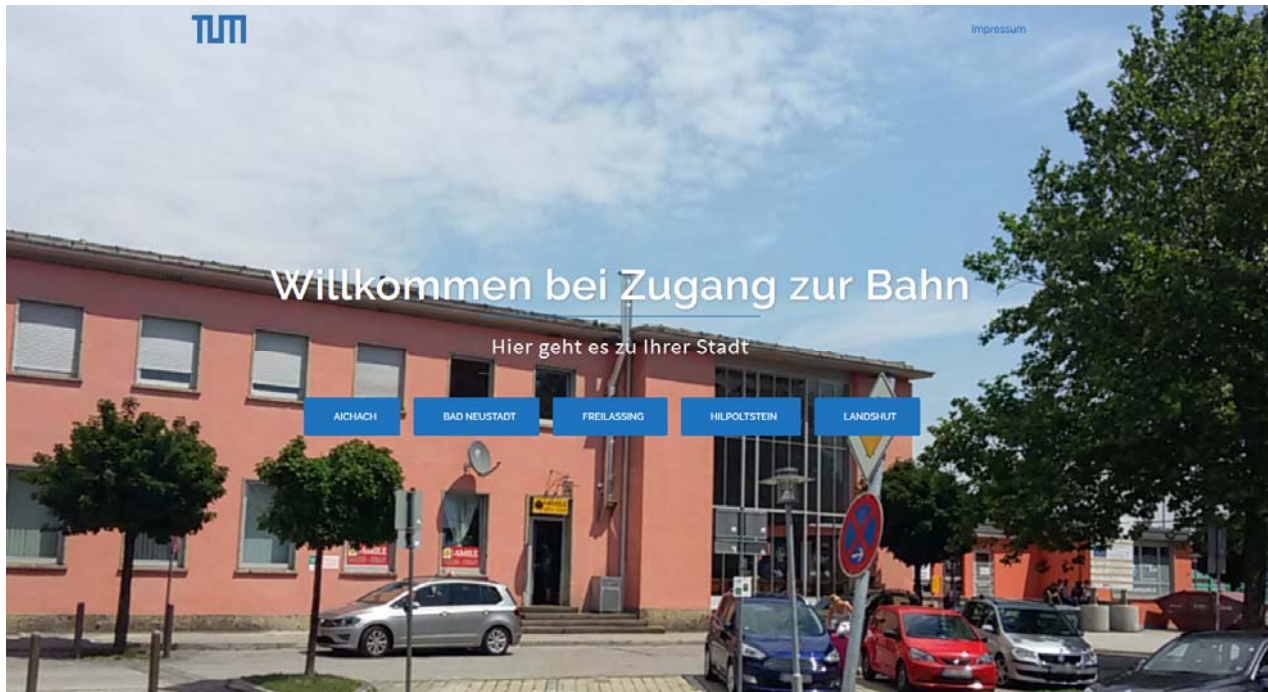 TUM
Impressum
Willkommen bei Zugang zur Bahn
Hier geht es zu Ihrer Stadt
AICHACH
BAD NEUSTADT
FREILASSING
HILPOLTSTEIN
LANDSHUT